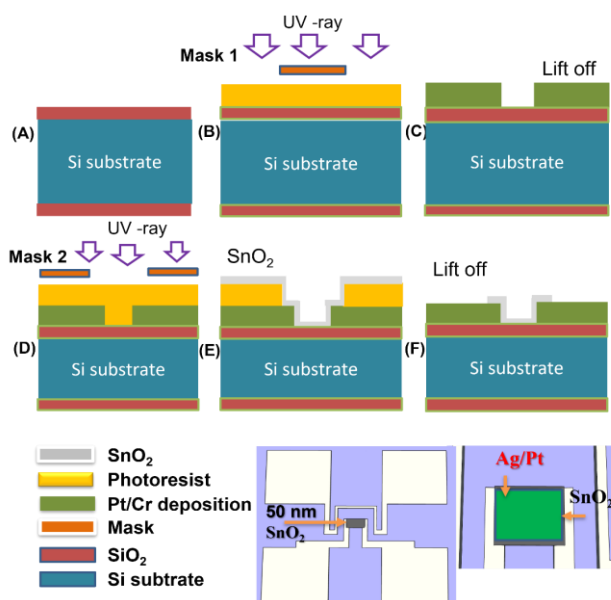 UV -ray
Mask 1
Lift off
(A)
Si substrate
(B)
Si substrate
(C)
Si substrate
UV -ray
Mask 2
SnO₂
Lift off
(D)
Si substrate
(E)
Si substrate
(F)
Si substrate
SnO₂
Photoresist
Pt/Cr deposition
Mask
SiO₂
Si subtrate
50 nm
SnO₂
Ag/Pt
SnO₂